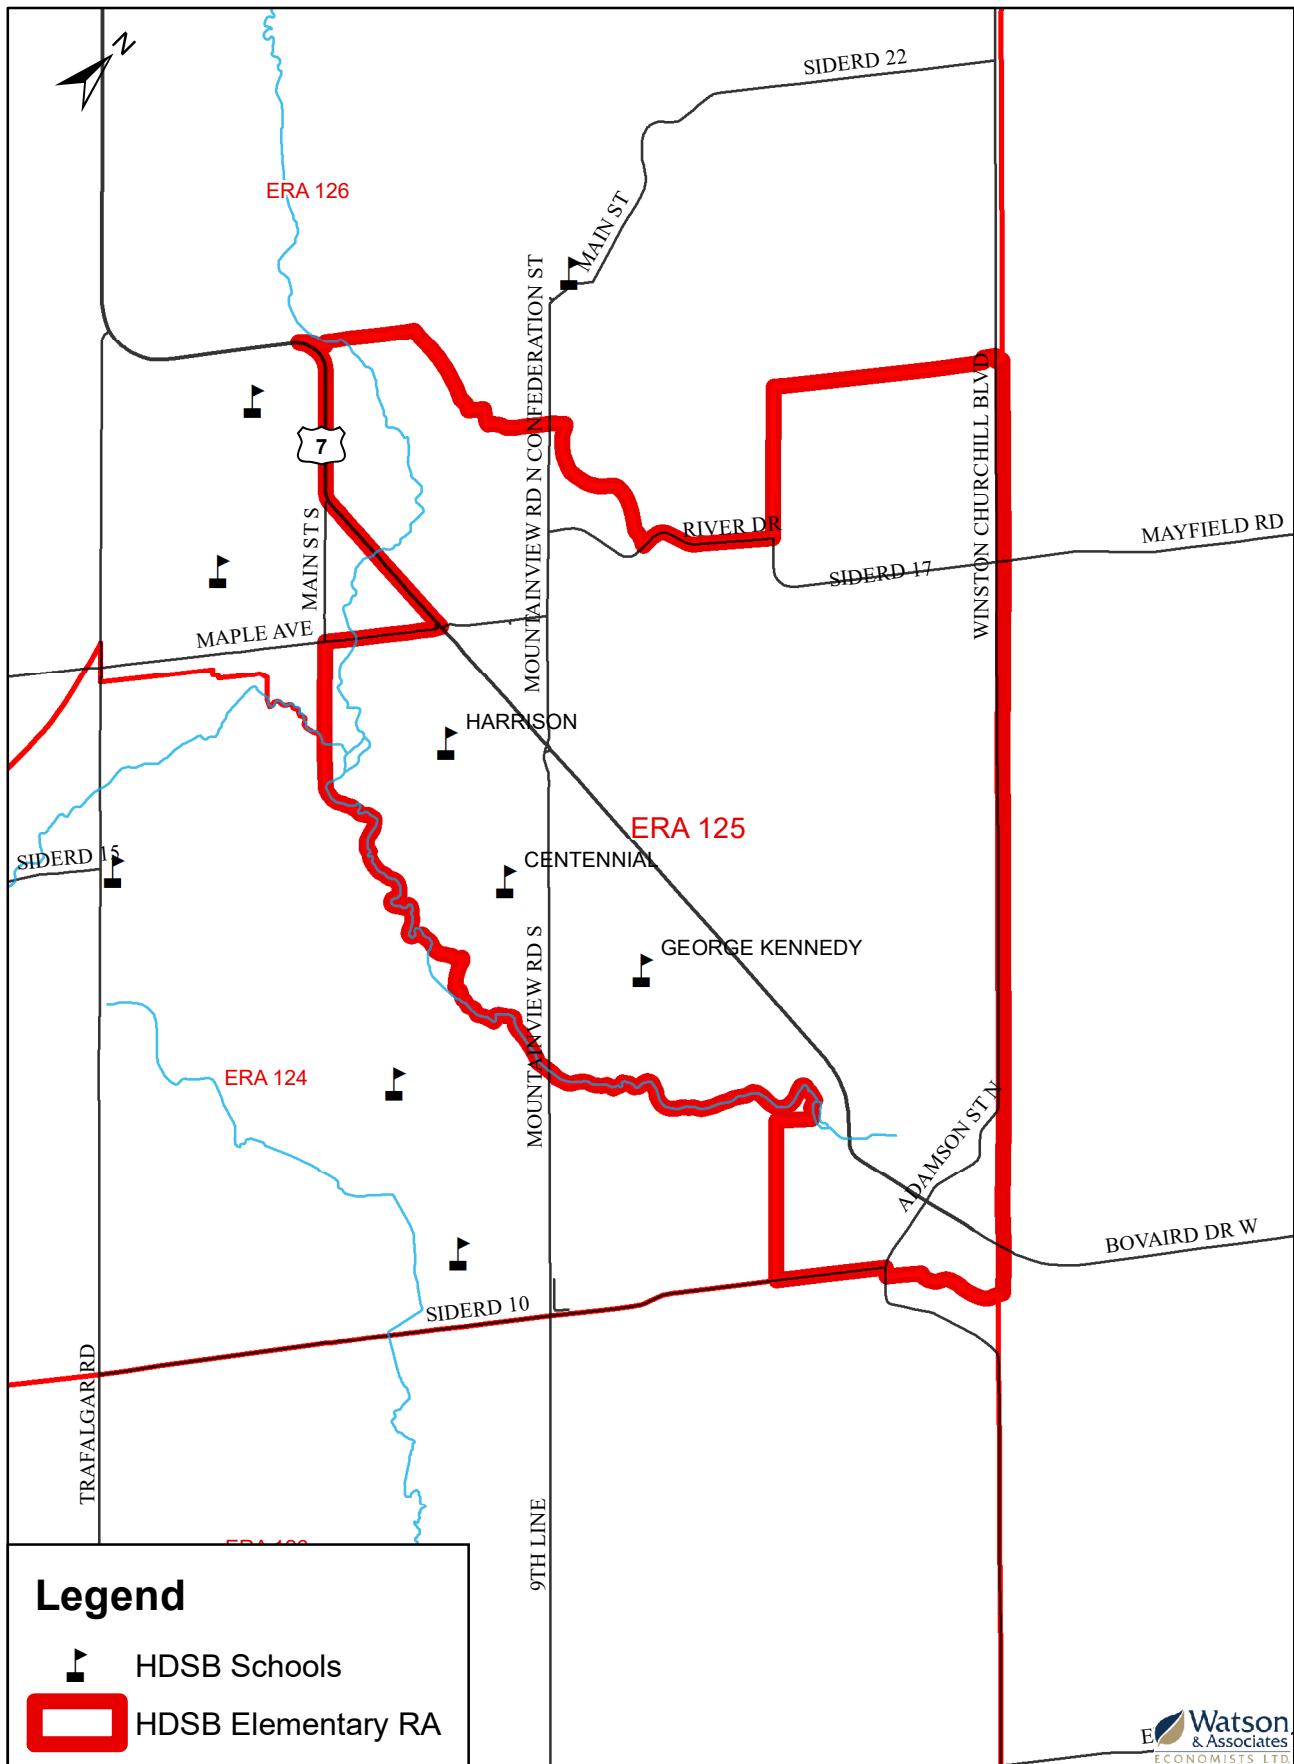 N
SIDERD 22
ERA 126
MAIN ST
MOUNTAINVIEW RD N CONFEDERATION ST
WINSTON CHURCHILL BLVD
7
RIVER DR
MAYFIELD RD
SIDERD 17
MAIN ST S
MAPLE AVE
HARRISON
ERA 125
SIDERD 15
CENTENNIAL
GEORGE KENNEDY
MOUNTAINVIEW RD S
ERA 124
ADAMSON ST N
BOVAIRD DR W
SIDERD 10
TRAFALGAR RD
9TH LINE
Legend
HDSB Schools
HDSB Elementary RA
Watson
& Associates
ECONOMISTS LTD.